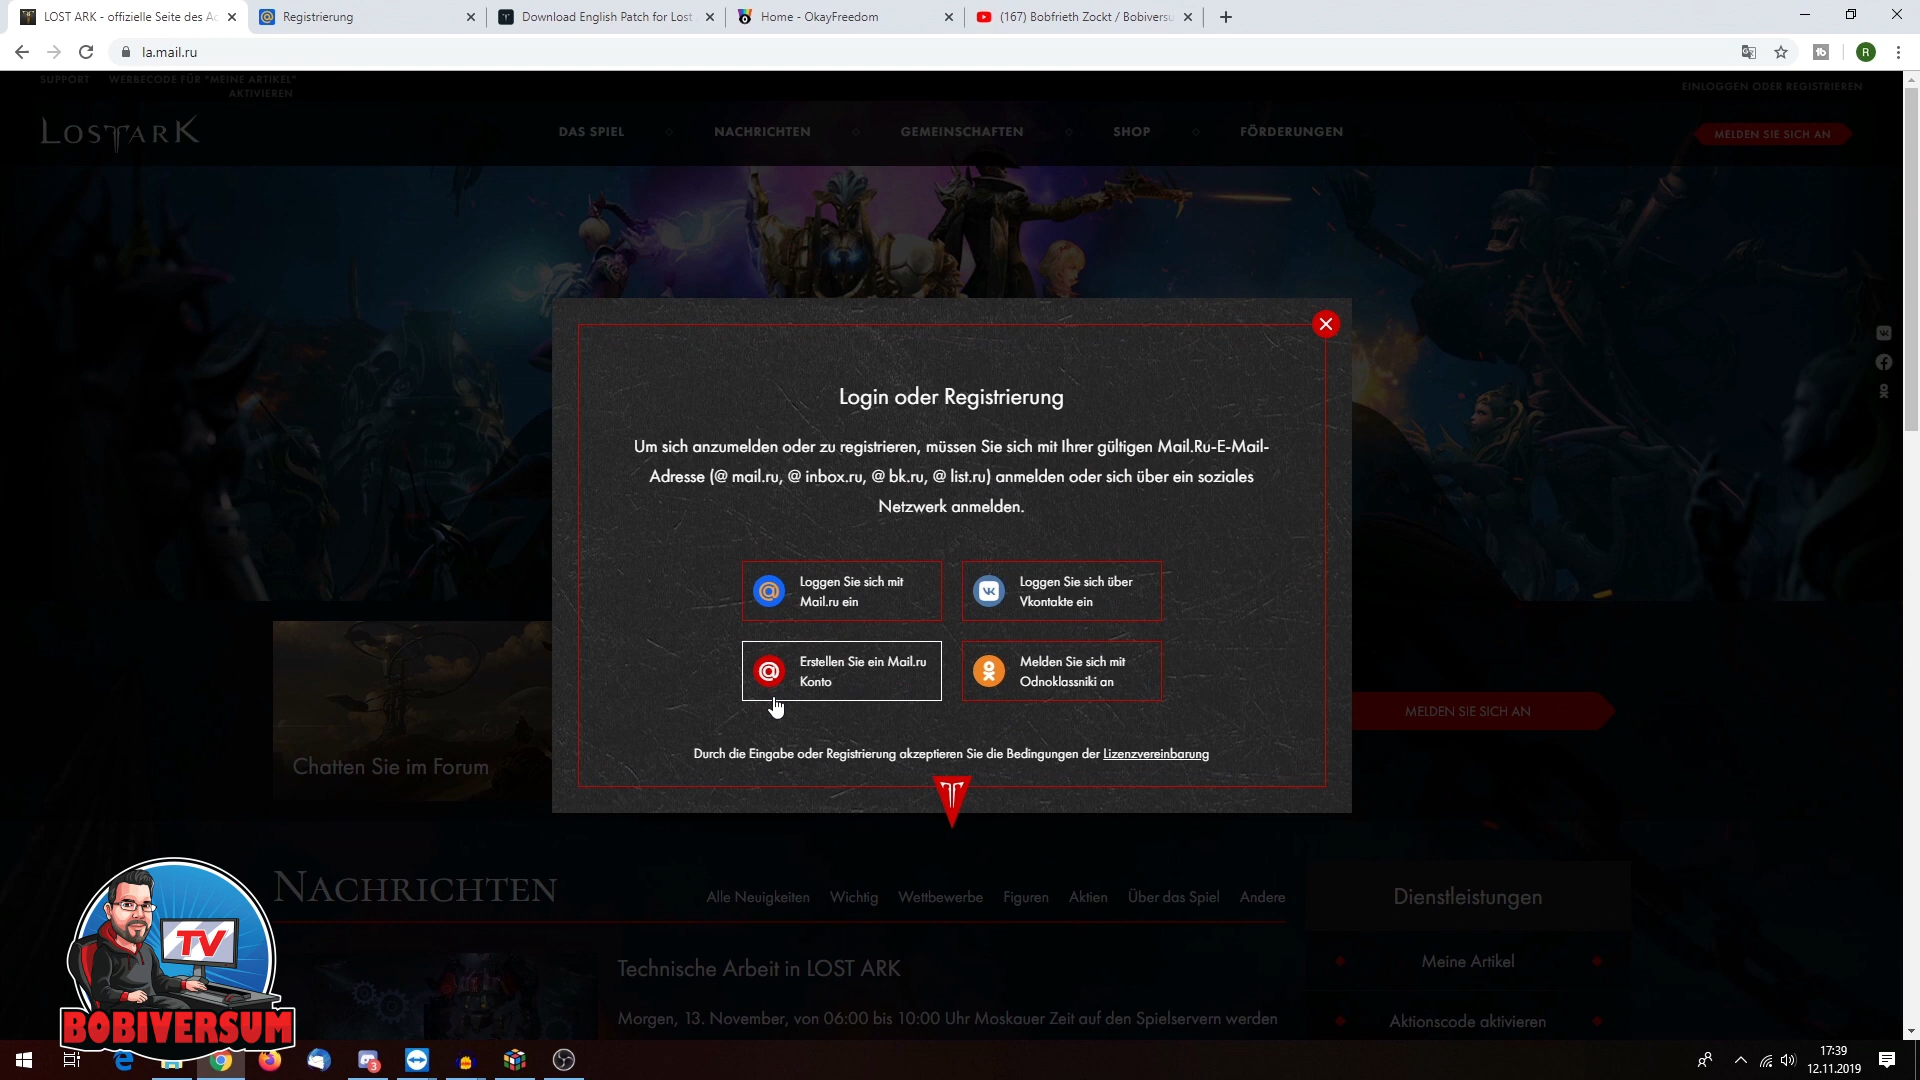 LOST ARK - offizielle Seite des Ac
Registrierung
Download English Patch for Lost
Home - OkayFreedom
(167) Bobfrieth Zockt / Bobiversu
la.mail.ru
R
SUPPORT
WERBECODE FÜR "MEINE ARTIKEL"
AKTIVIEREN
EINLOGGEN ODER REGISTRIEREN
LOST ARK
DAS SPIEL
NACHRICHTEN
GEMEINSCHAFTEN
SHOP
FÖRDERUNGEN
MELDEN SIE SICH AN
Login oder Registrierung
Um sich anzumelden oder zu registrieren, müssen Sie sich mit Ihrer gültigen Mail.Ru-E-Mail-
Adresse (@ mail.ru, @ inbox.ru, @ bk.ru, @ list.ru) anmelden oder sich über ein soziales
Netzwerk anmelden.
Loggen Sie sich mit
Mail.ru ein
Loggen Sie sich über
Vkontakte ein
Erstellen Sie ein Mail.ru
Konto
Melden Sie sich mit
Odnoklassniki an
MELDEN SIE SICH AN
Durch die Eingabe oder Registrierung akzeptieren Sie die Bedingungen der Lizenzvereinbarung
Chatten Sie im Forum
NACHRICHTEN
Alle Neuigkeiten
Wichtig
Wettbewerbe
Figuren
Aktien
Über das Spiel
Andere
Dienstleistungen
Meine Artikel
Aktionscode aktivieren
Technische Arbeit in LOST ARK
Morgen, 13. November, von 06:00 bis 10:00 Uhr Moskauer Zeit auf den Spielservern werden
TV
BOBIVERSUM
3
17:39
12.11.2019